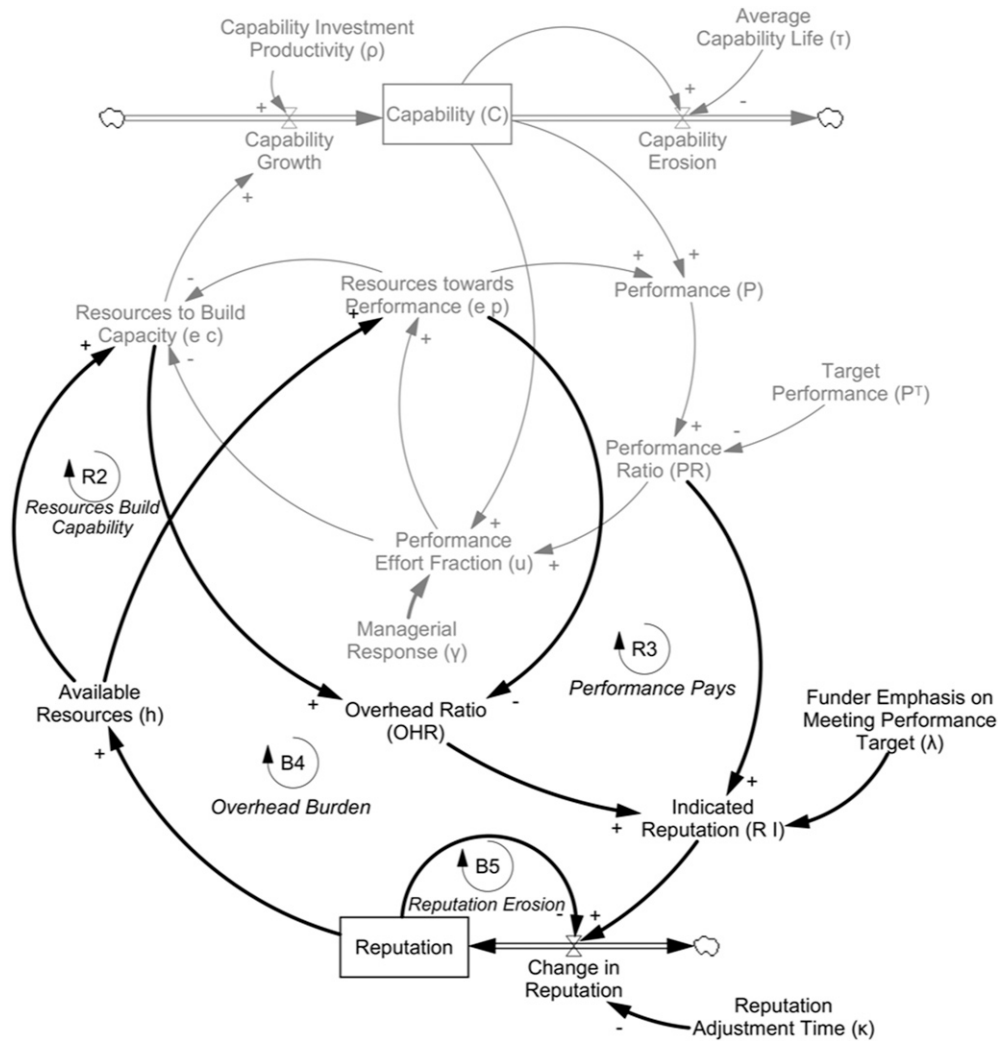 Average
Capability Life (τ)
Capability Investment
Productivity (ρ)
+
Capability (C)
+
-
Capability
Growth
Capability
Erosion
+
-
Resources towards
Performance (e p)
+
+
Performance (P)
Resources to Build
Capacity (e c)
+
+
+
-
Target
Performance (Pᵀ)
+
-
Performance
Ratio (PR)
R2
Resources Build
Capability
Performance
Effort Fraction (u)
+
+
Managerial
Response (γ)
R3
Performance Pays
Available
Resources (h)
+
Overhead Ratio
(OHR)
-
Funder Emphasis on
Meeting Performance
Target (λ)
+
B4
Overhead Burden
+
Indicated
Reputation (R I)
+
B5
Reputation Erosion
-
+
Reputation
Change in
Reputation
Reputation
Adjustment Time (κ)
-